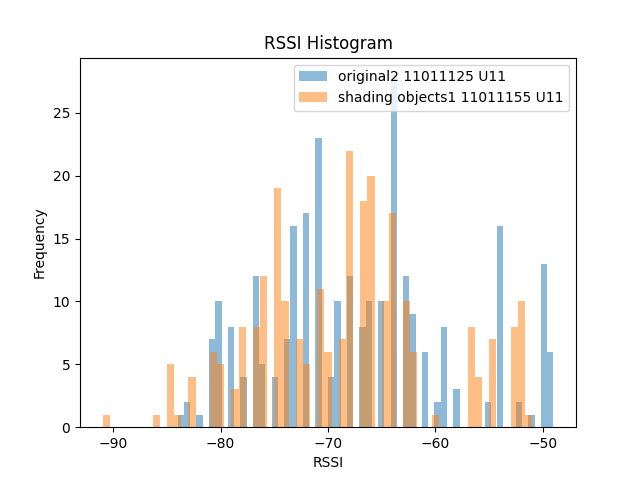 RSSI Histogram
original2 11011125 U11
shading objects1 11011155 U11
Frequency
25
20
15
10
5
0
−90
−80
−70
−60
−50
RSSI